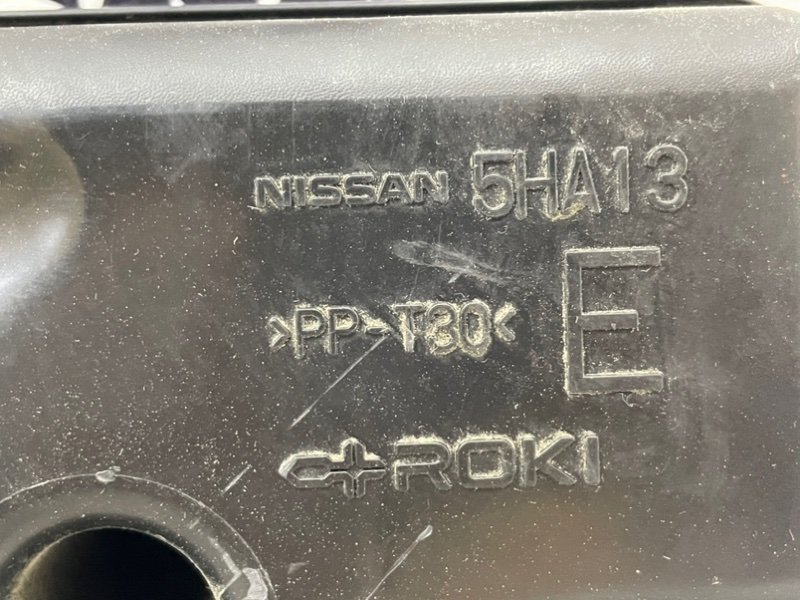 NISSAN 5HA13
E
>PP-T30<
ROKI